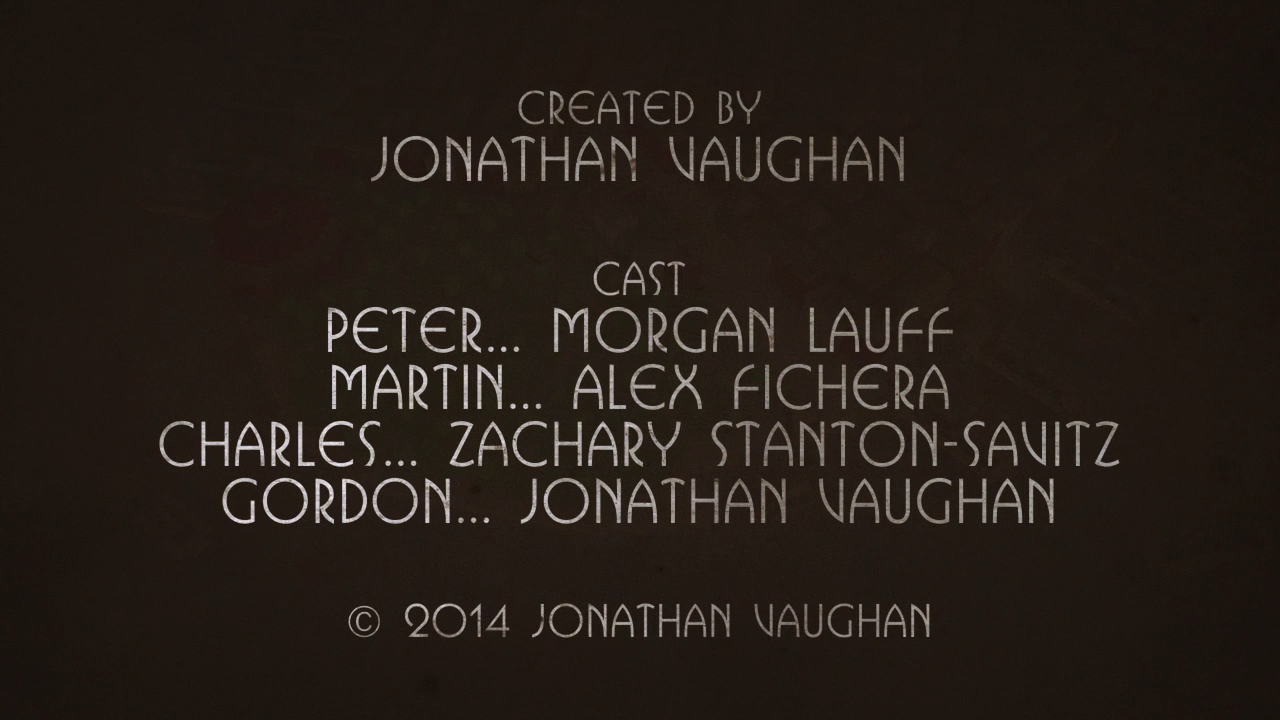 CREATED BY
JONATHAN VAUGHAN
CAST
PETER... MORGAN LAUFF
MARTIN... ALEX FICHERA
CHARLES... ZACHARY STANTON-SAVITZ
GORDON... JONATHAN VAUGHAN
© 2014 JONATHAN VAUGHAN